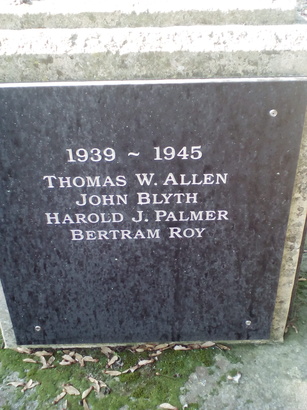 1939 ~ 1945
THOMAS W. ALLEN
JOHN BLYTH
HAROLD J. PALMER
BERTRAM ROY